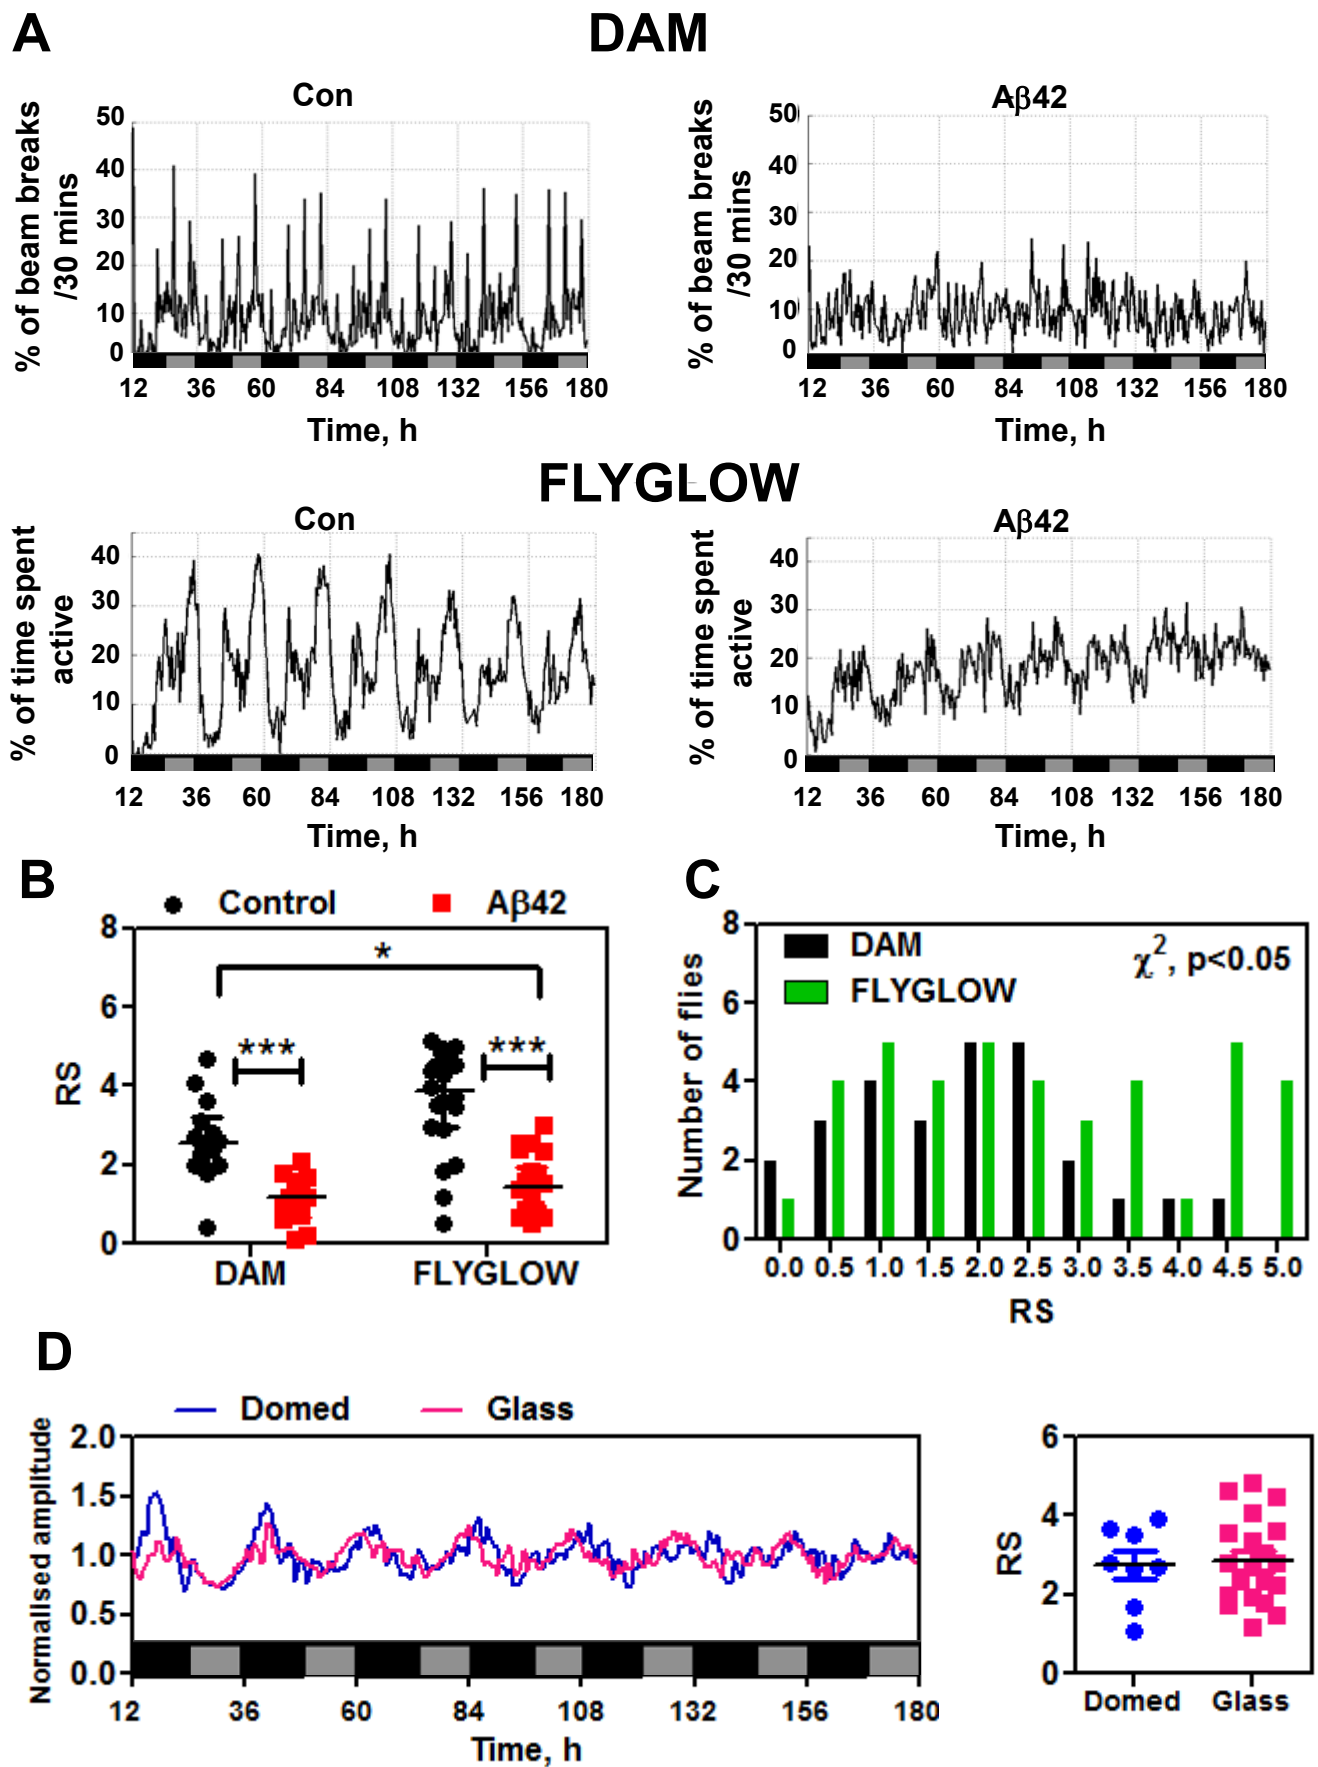 A
DAM
Con
Aβ42
% of beam breaks
/30 mins
50
40
30
20
10
0
12 36 60 84 108 132 156 180
Time, h
% of beam breaks
/30 mins
50
40
30
20
10
0
12 36 60 84 108 132 156 180
Time, h
FLYGLOW
Con
Aβ42
% of time spent
active
40
30
20
10
0
12 36 60 84 108 132 156 180
Time, h
% of time spent
active
40
30
20
10
0
12 36 60 84 108 132 156 180
Time, h
B
Control Aβ42
RS
8
6
4
2
0
*
***
***
DAM FLYGLOW
C
Number of flies
8
6
4
2
0
DAM
FLYGLOW
χ², p<0.05
0.0 0.5 1.0 1.5 2.0 2.5 3.0 3.5 4.0 4.5 5.0
RS
D
Domed Glass
Normalised amplitude
2.0
1.5
1.0
0.5
0.0
12 36 60 84 108 132 156 180
Time, h
RS
6
4
2
0
Domed Glass